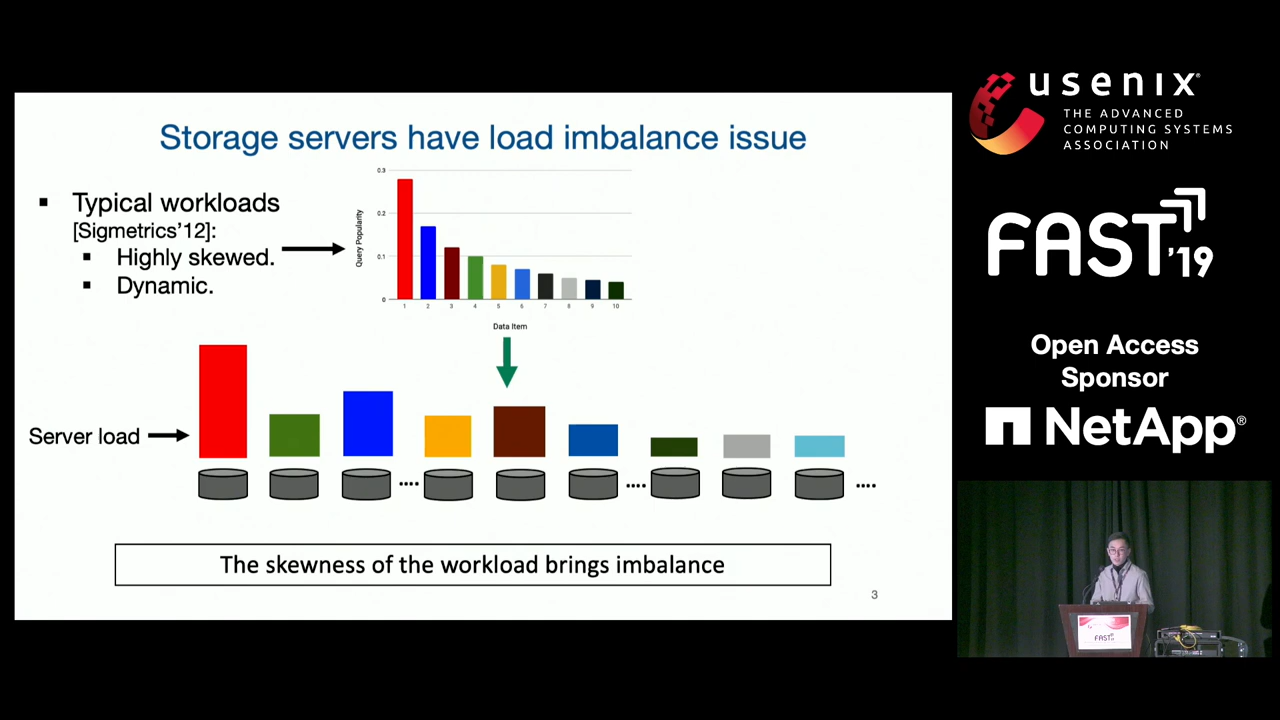 Storage servers have load imbalance issue
▪ Typical workloads
[Sigmetrics'12]:
▪ Highly skewed.
▪ Dynamic.
0.3
0.2
0.1
0
Query Popularity
1 2 3 4 5 6 7 8 9 10
Data Item
Server load
....
....
....
The skewness of the workload brings imbalance
3
usenix®
THE ADVANCED
COMPUTING SYSTEMS
ASSOCIATION
FAST '19
Open Access
Sponsor
NetApp®
FAST